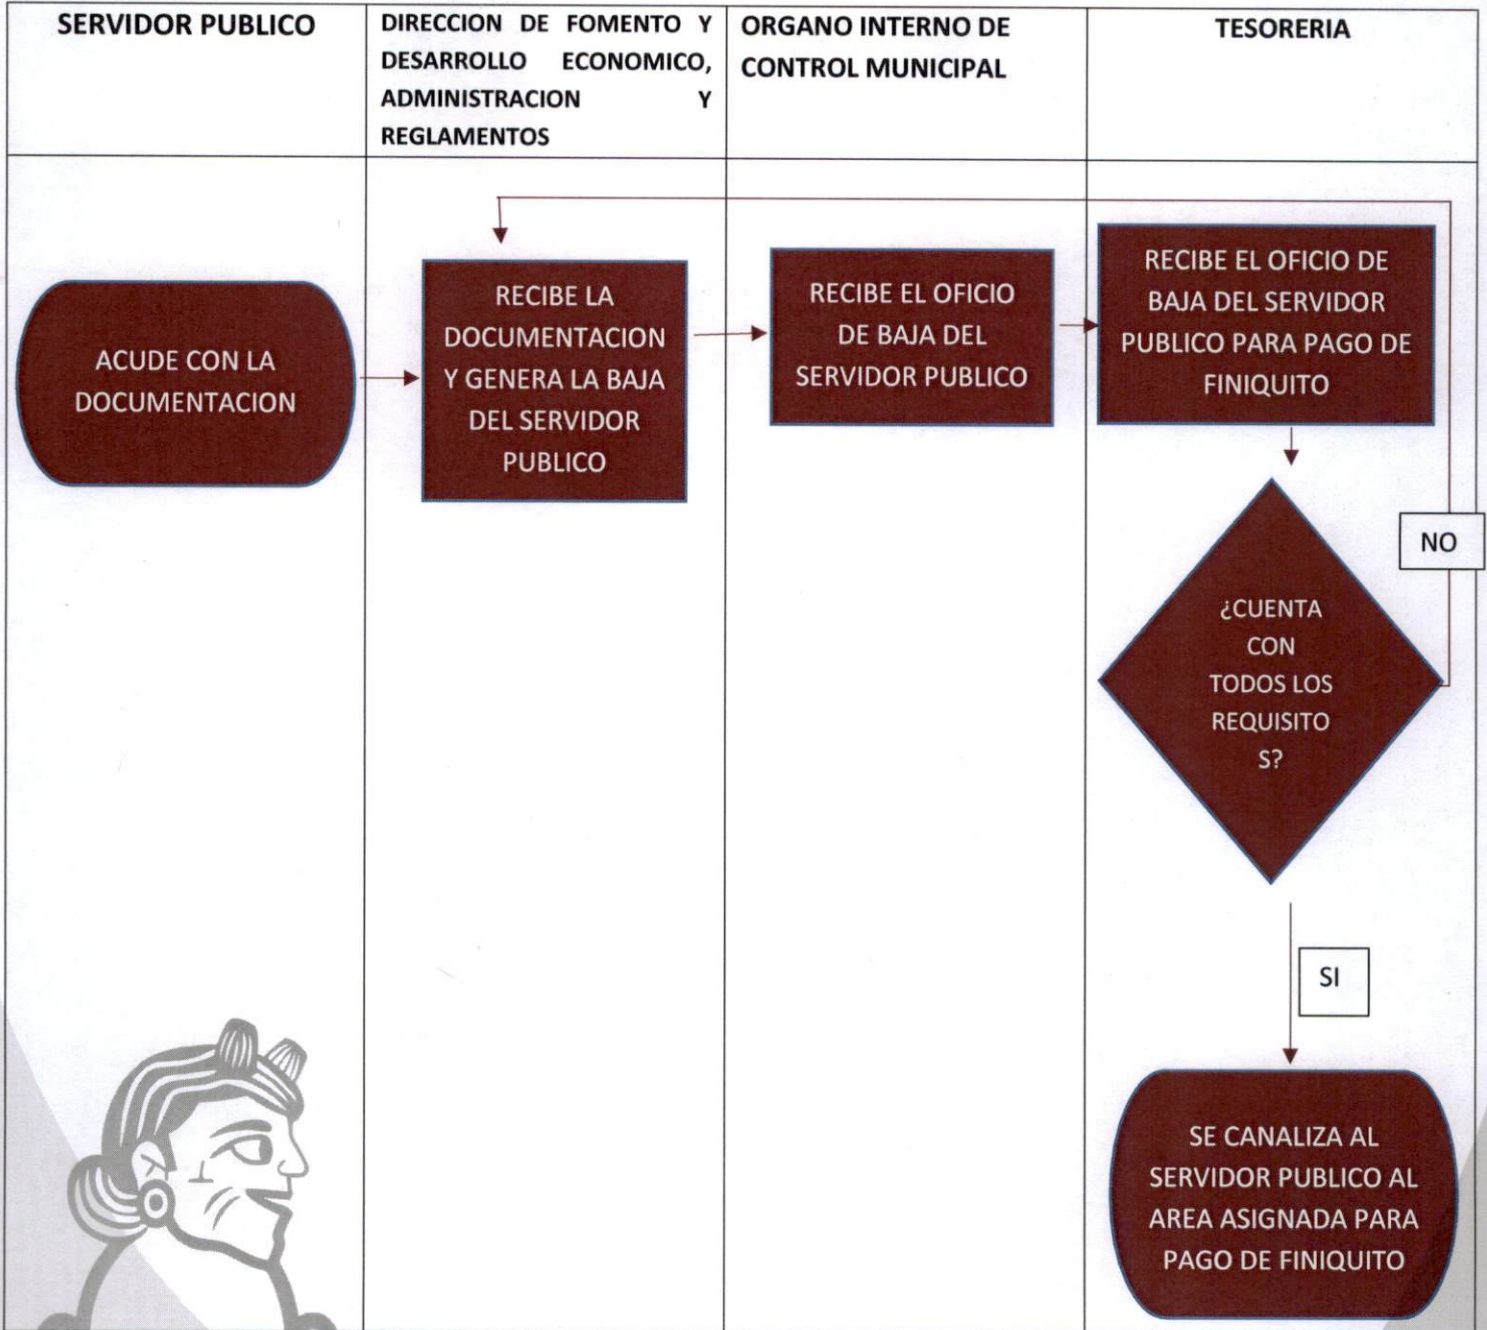 SERVIDOR PUBLICO
DIRECCION DE FOMENTO Y
DESARROLLO ECONOMICO,
ADMINISTRACION Y
REGLAMENTOS
ORGANO INTERNO DE
CONTROL MUNICIPAL
TESORERIA
ACUDE CON LA
DOCUMENTACION
RECIBE LA
DOCUMENTACION
Y GENERA LA BAJA
DEL SERVIDOR
PUBLICO
RECIBE EL OFICIO
DE BAJA DEL
SERVIDOR PUBLICO
RECIBE EL OFICIO DE
BAJA DEL SERVIDOR
PUBLICO PARA PAGO DE
FINIQUITO
¿CUENTA
CON
TODOS LOS
REQUISITO
S?
NO
SI
SE CANALIZA AL
SERVIDOR PUBLICO AL
AREA ASIGNADA PARA
PAGO DE FINIQUITO